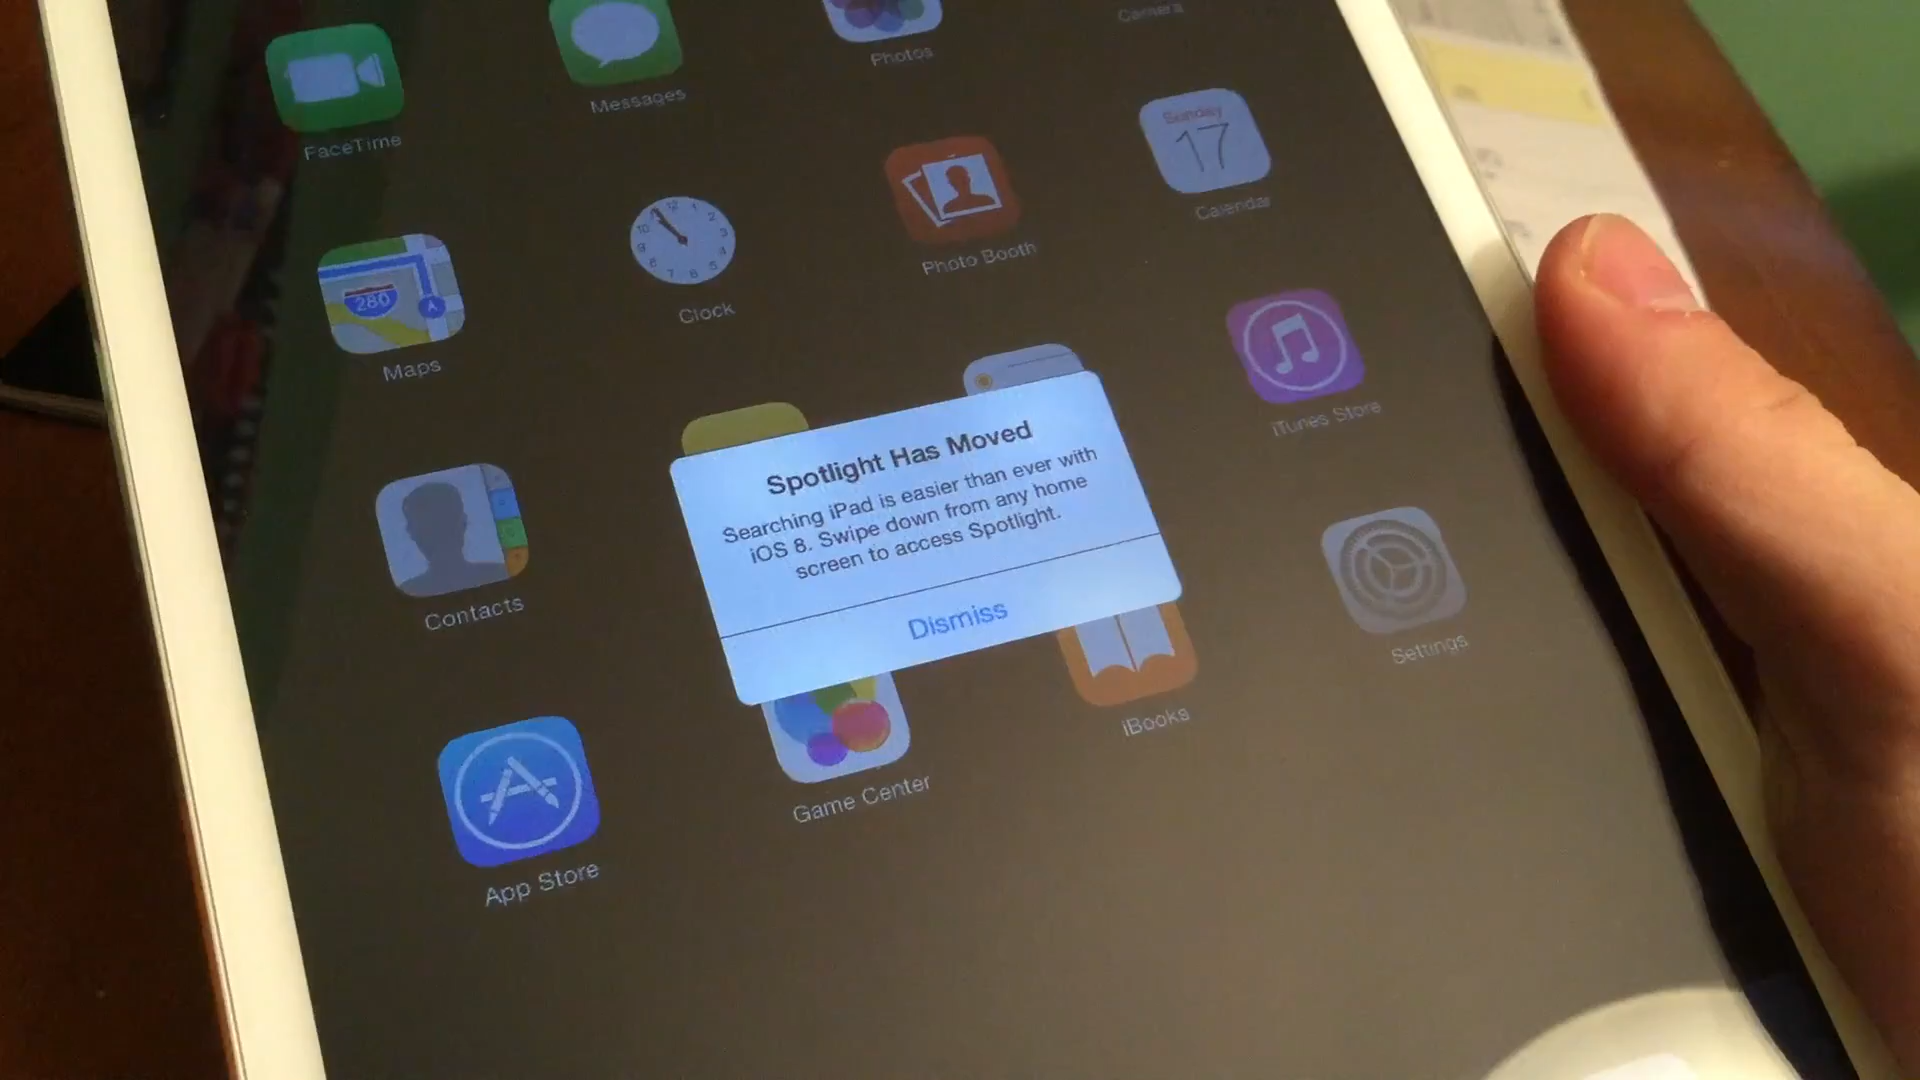 Camera
Photos
Messages
FaceTime
Sunday
17
Calendar
Photo Booth
Clock
280
Maps
iTunes Store
Spotlight Has Moved
Searching iPad is easier than ever with
iOS 8. Swipe down from any home
screen to access Spotlight.
Dismiss
Contacts
Settings
iBooks
Game Center
App Store